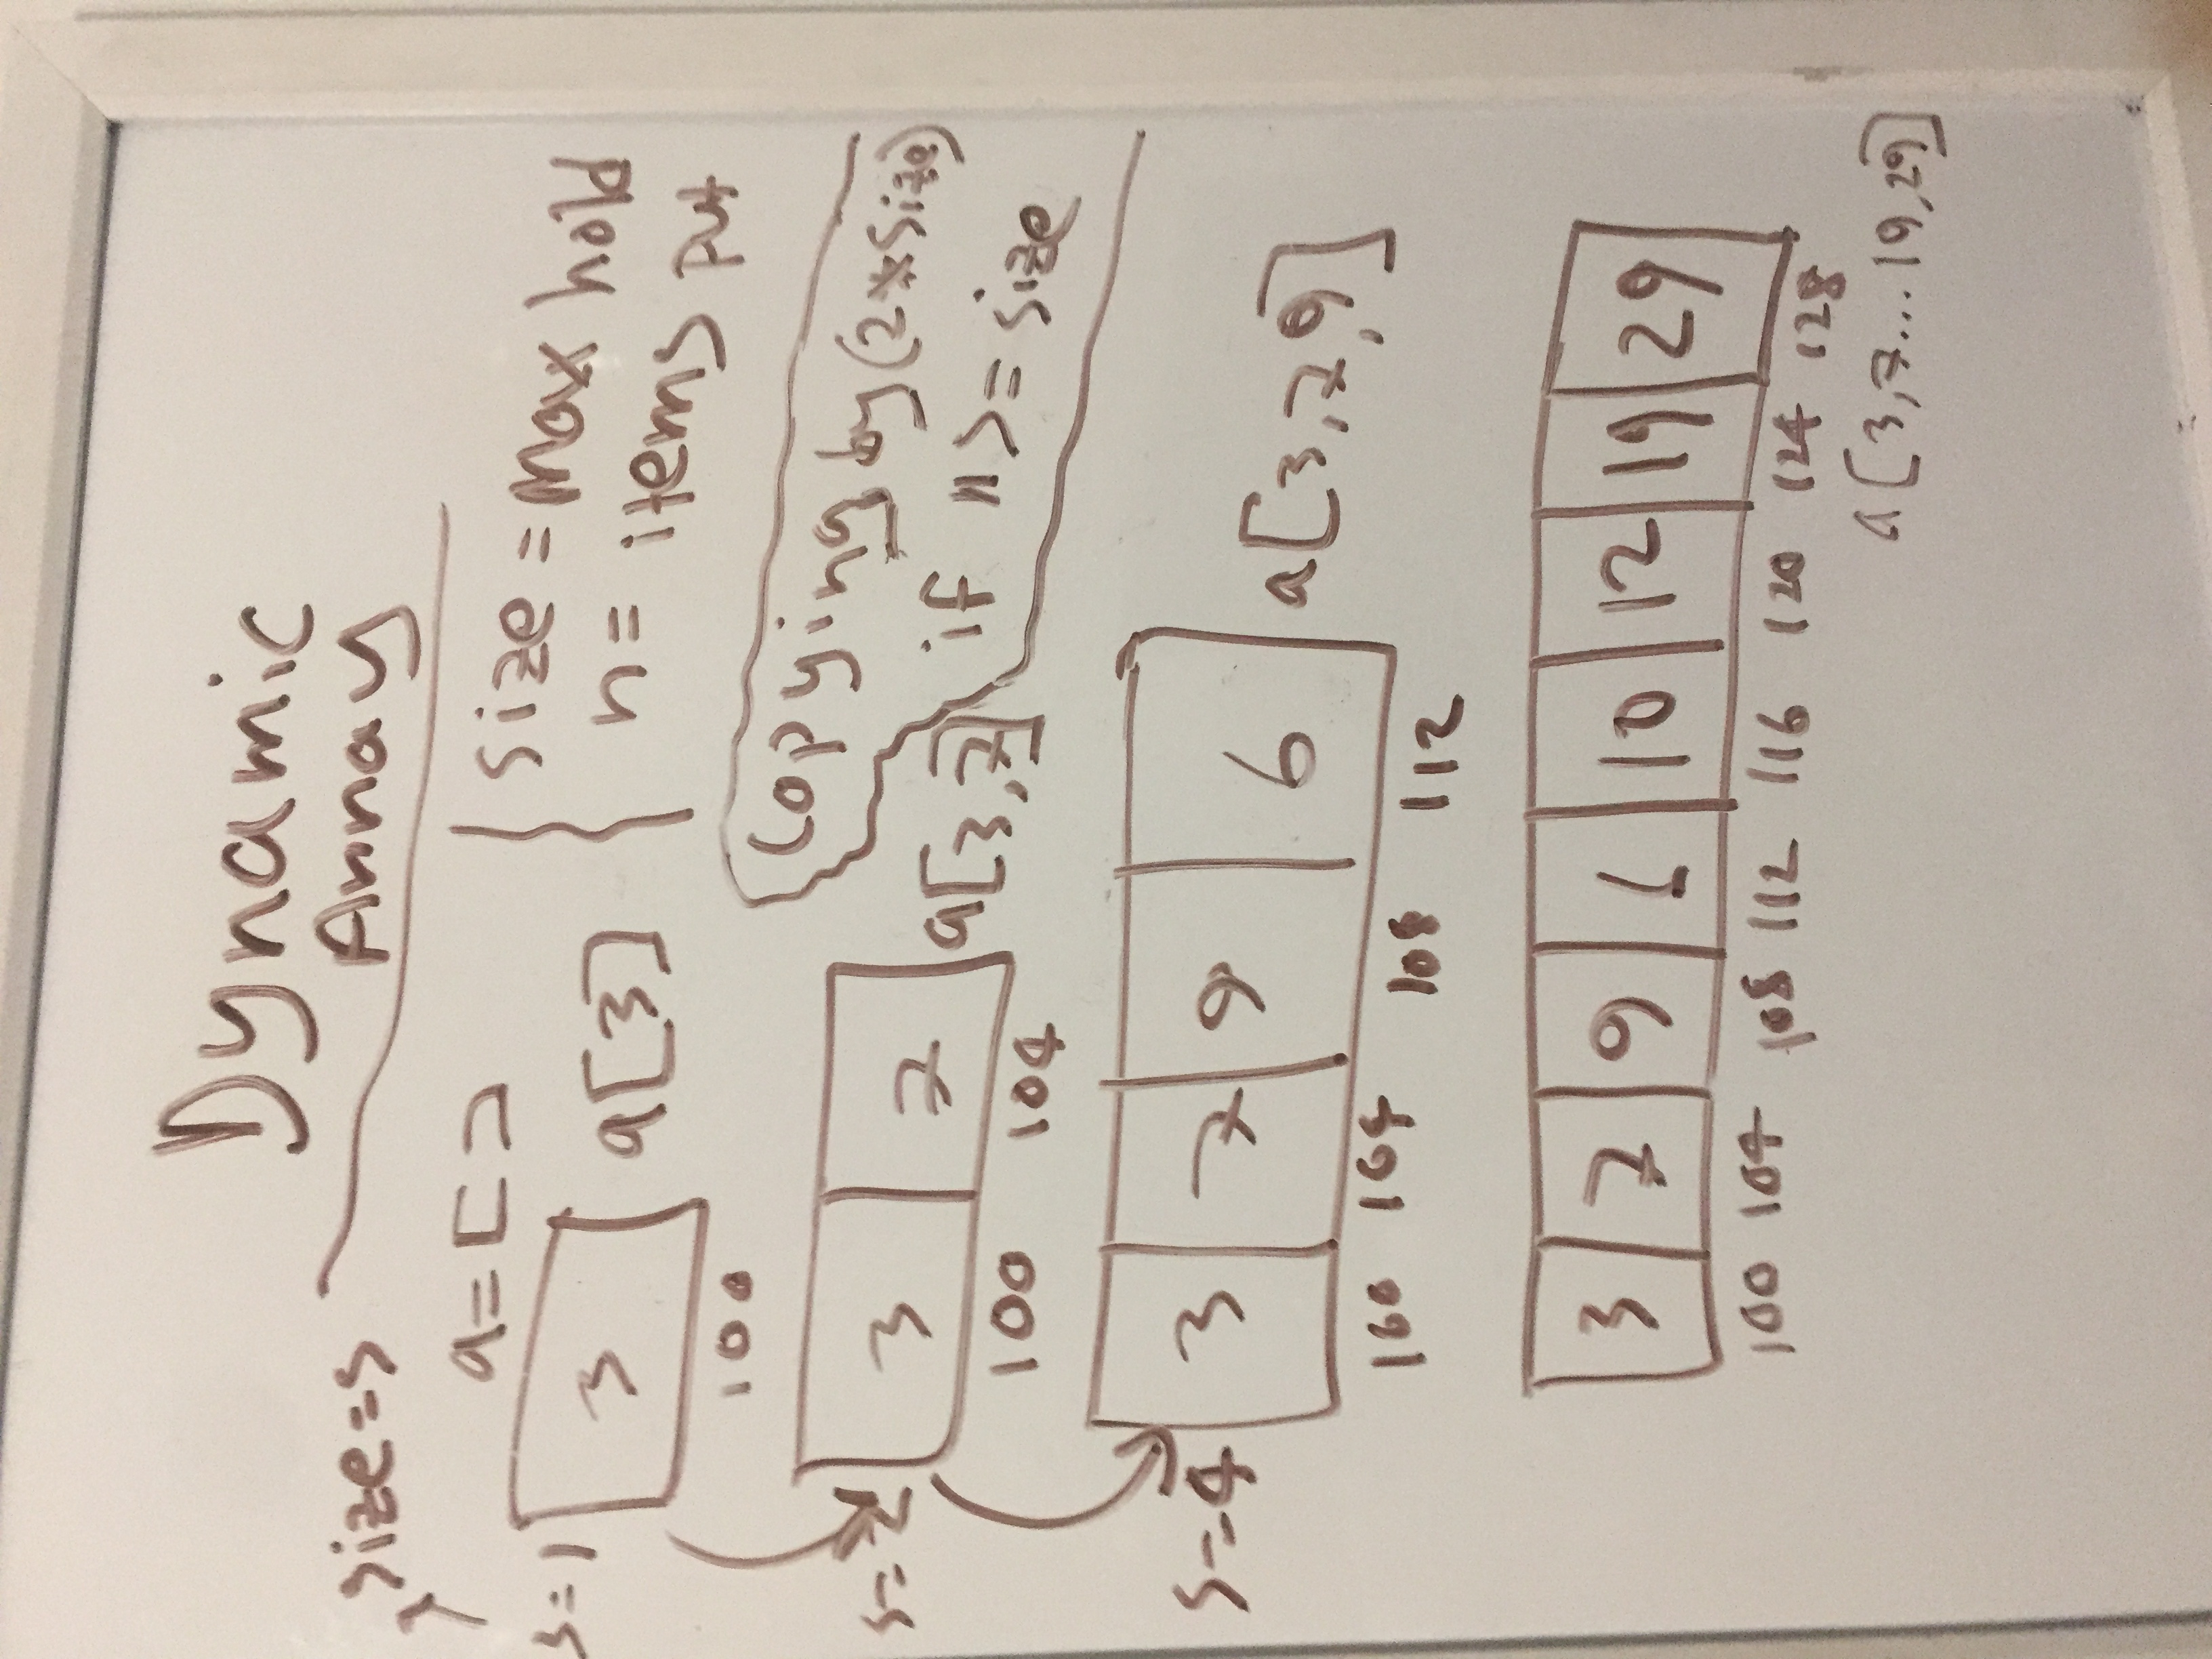 Dynamic
Array
size=s
a=[]
s=1
3
a[3]
100
size = Max hold
n= items put
Copying by (2*size)
if n>= size
s=2
3 7
a[3,7]
100 104
s=4
3 7 9 6
a[3,7,9]
100 104 108 112
3 7 9 6 10 12 19 29
100 104 108 112 116 120 124 128
a[3,7...19,29]